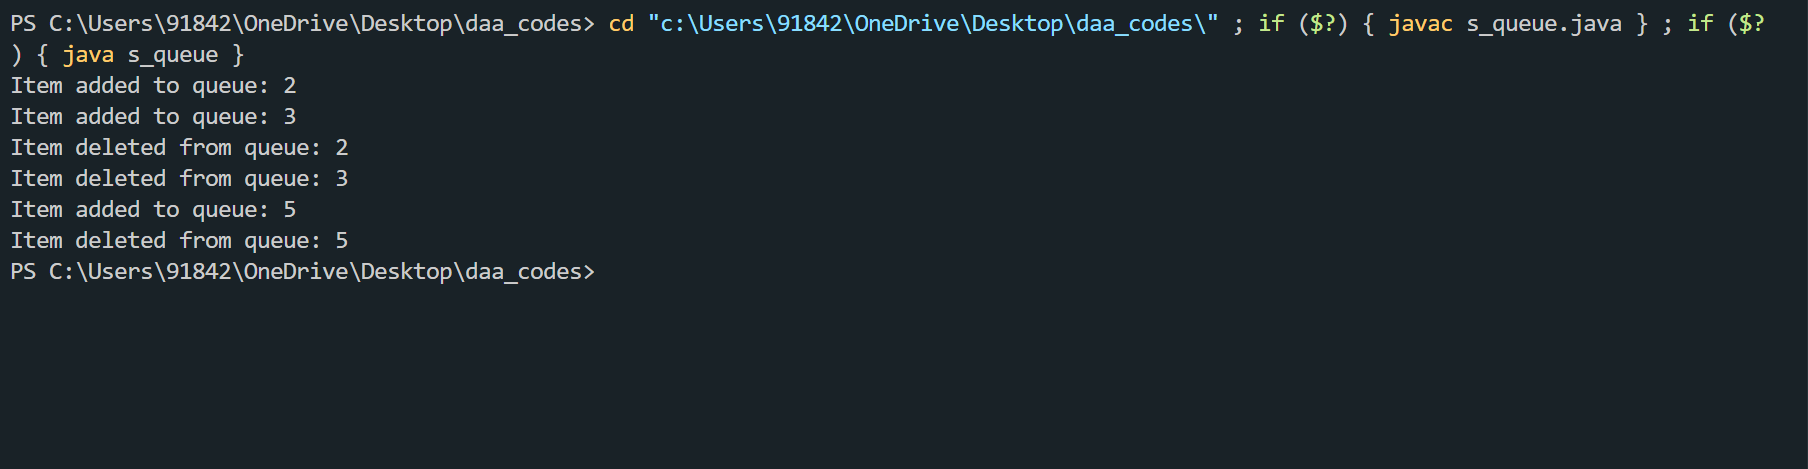 PS C:\Users\91842\OneDrive\Desktop\daa_codes> cd "c:\Users\91842\OneDrive\Desktop\daa_codes\" ; if ($?) { javac s_queue.java } ; if ($?
) { java s_queue }
Item added to queue: 2
Item added to queue: 3
Item deleted from queue: 2
Item deleted from queue: 3
Item added to queue: 5
Item deleted from queue: 5
PS C:\Users\91842\OneDrive\Desktop\daa_codes>